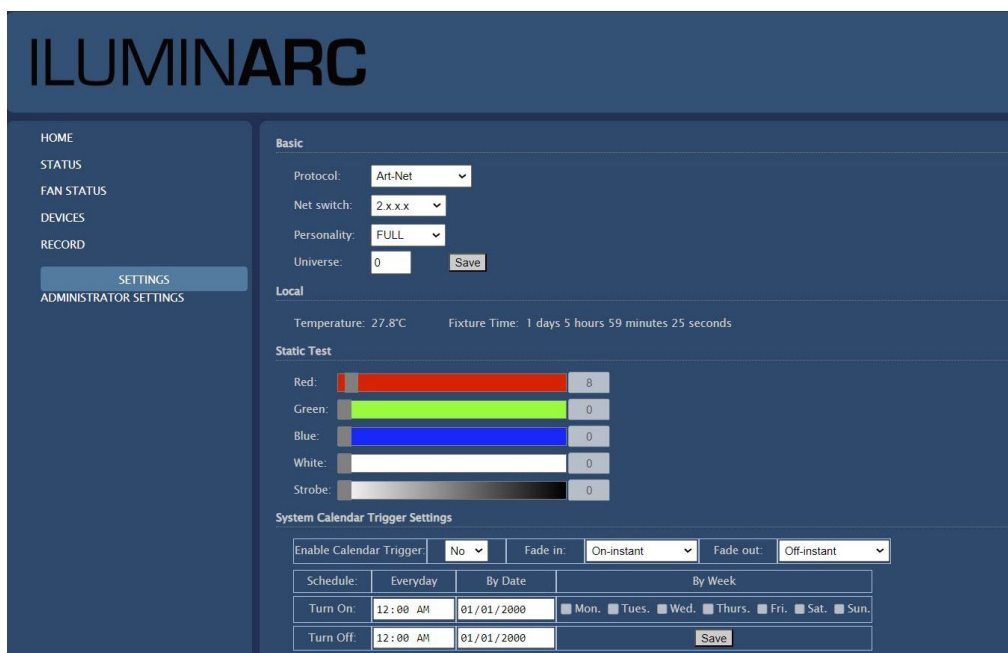 ILUMINARC
HOME
STATUS
FAN STATUS
DEVICES
RECORD
SETTINGS
ADMINISTRATOR SETTINGS
Basic
Protocol: Art-Net
Net switch: 2.x.x.x
Personality: FULL
Universe: 0 Save
Local
Temperature: 27.8°C Fixture Time: 1 days 5 hours 59 minutes 25 seconds
Static Test
Red: 8
Green: 0
Blue: 0
White: 0
Strobe: 0
System Calendar Trigger Settings
Enable Calendar Trigger: No Fade in: On-instant Fade out: Off-instant
Schedule: Everyday By Date By Week
Turn On: 12:00 AM 01/01/2000 Mon. Tues. Wed. Thurs. Fri. Sat. Sun.
Turn Off: 12:00 AM 01/01/2000 Save